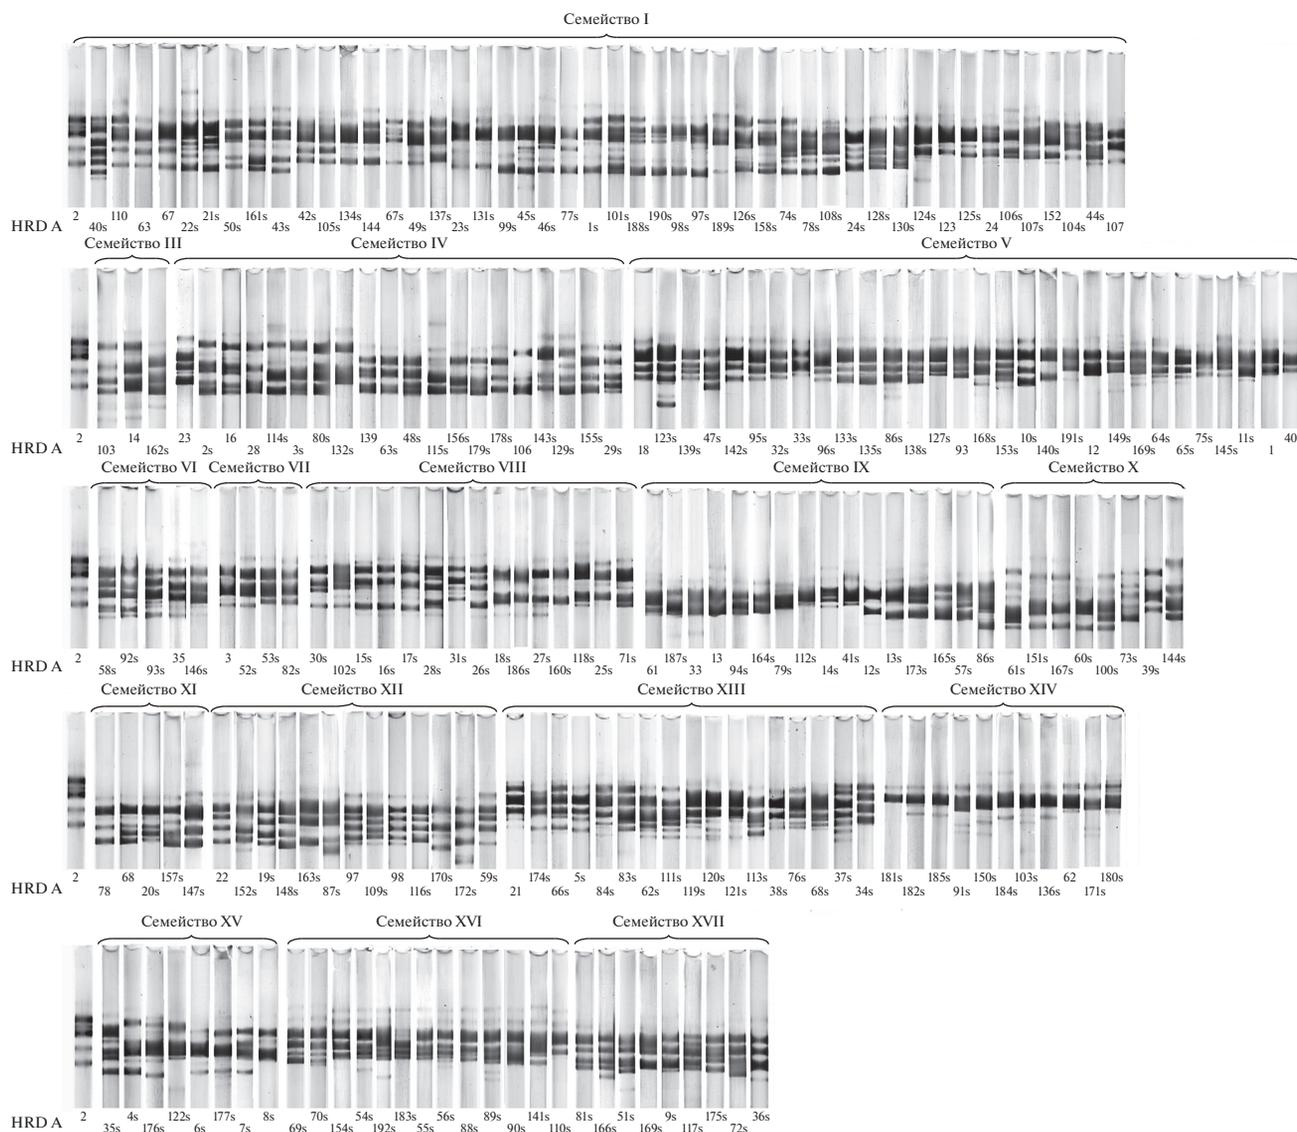 Семейство I
2 110 67 21s 161s 42s 134s 67s 137s 131s 45s 77s 101s 190s 97s 126s 74s 108s 128s 124s 125s 106s 152 44s
HRD A 40s 63 22s 50s 43s 105s 144 49s 23s 99s 46s 1s 188s 98s 189s 158s 78s 24s 130s 123 24 107s 104s 107
Семейство III Семейство IV Семейство V
2 14 23 16 114s 80s 139 48s 156s 178s 143s 155s 123s 47s 95s 33s 133s 86s 127s 168s 10s 191s 149s 64s 75s 11s 40
HRD A 103 162s 2s 28 3s 132s 63s 115s 179s 106 129s 29s 18 139s 142s 32s 96s 135s 138s 93 153s 140s 12 169s 65s 145s 1
Семейство VI Семейство VII Семейство VIII Семейство IX Семейство X
2 92s 35 3 53s 30s 15s 17s 31s 18s 27s 118s 71s 187s 13 164s 112s 41s 13s 165s 86s 151s 60s 73s 144s
HRD A 58s 93s 146s 52s 82s 102s 16s 28s 26s 186s 160s 25s 61 33 94s 79s 14s 12s 173s 57s 61s 167s 100s 39s
Семейство XI Семейство XII Семейство XIII Семейство XIV
2 68 157s 22 19s 163s 97 98 170s 59s 174s 5s 83s 111s 120s 113s 76s 37s 181s 185s 150s 103s 62 180s
HRD A 78 20s 147s 152s 148s 87s 109s 116s 172s 21 66s 84s 62s 119s 121s 38s 68s 34s 182s 91s 184s 136s 171s
Семейство XV Семейство XVI Семейство XVII
2 4s 122s 177s 8s 70s 54s 183s 56s 89s 141s 81s 51s 9s 175s 36s
HRD A 35s 176s 6s 7s 69s 154s 192s 55s 88s 90s 110s 166s 169s 117s 72s